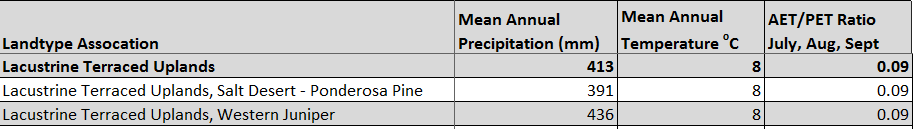 Landtype Assocation Mean Annual Precipitation (mm) Mean Annual Temperature °C AET/PET Ratio July, Aug, Sept
Lacustrine Terraced Uplands 413 8 0.09
Lacustrine Terraced Uplands, Salt Desert - Ponderosa Pine 391 8 0.09
Lacustrine Terraced Uplands, Western Juniper 436 8 0.09